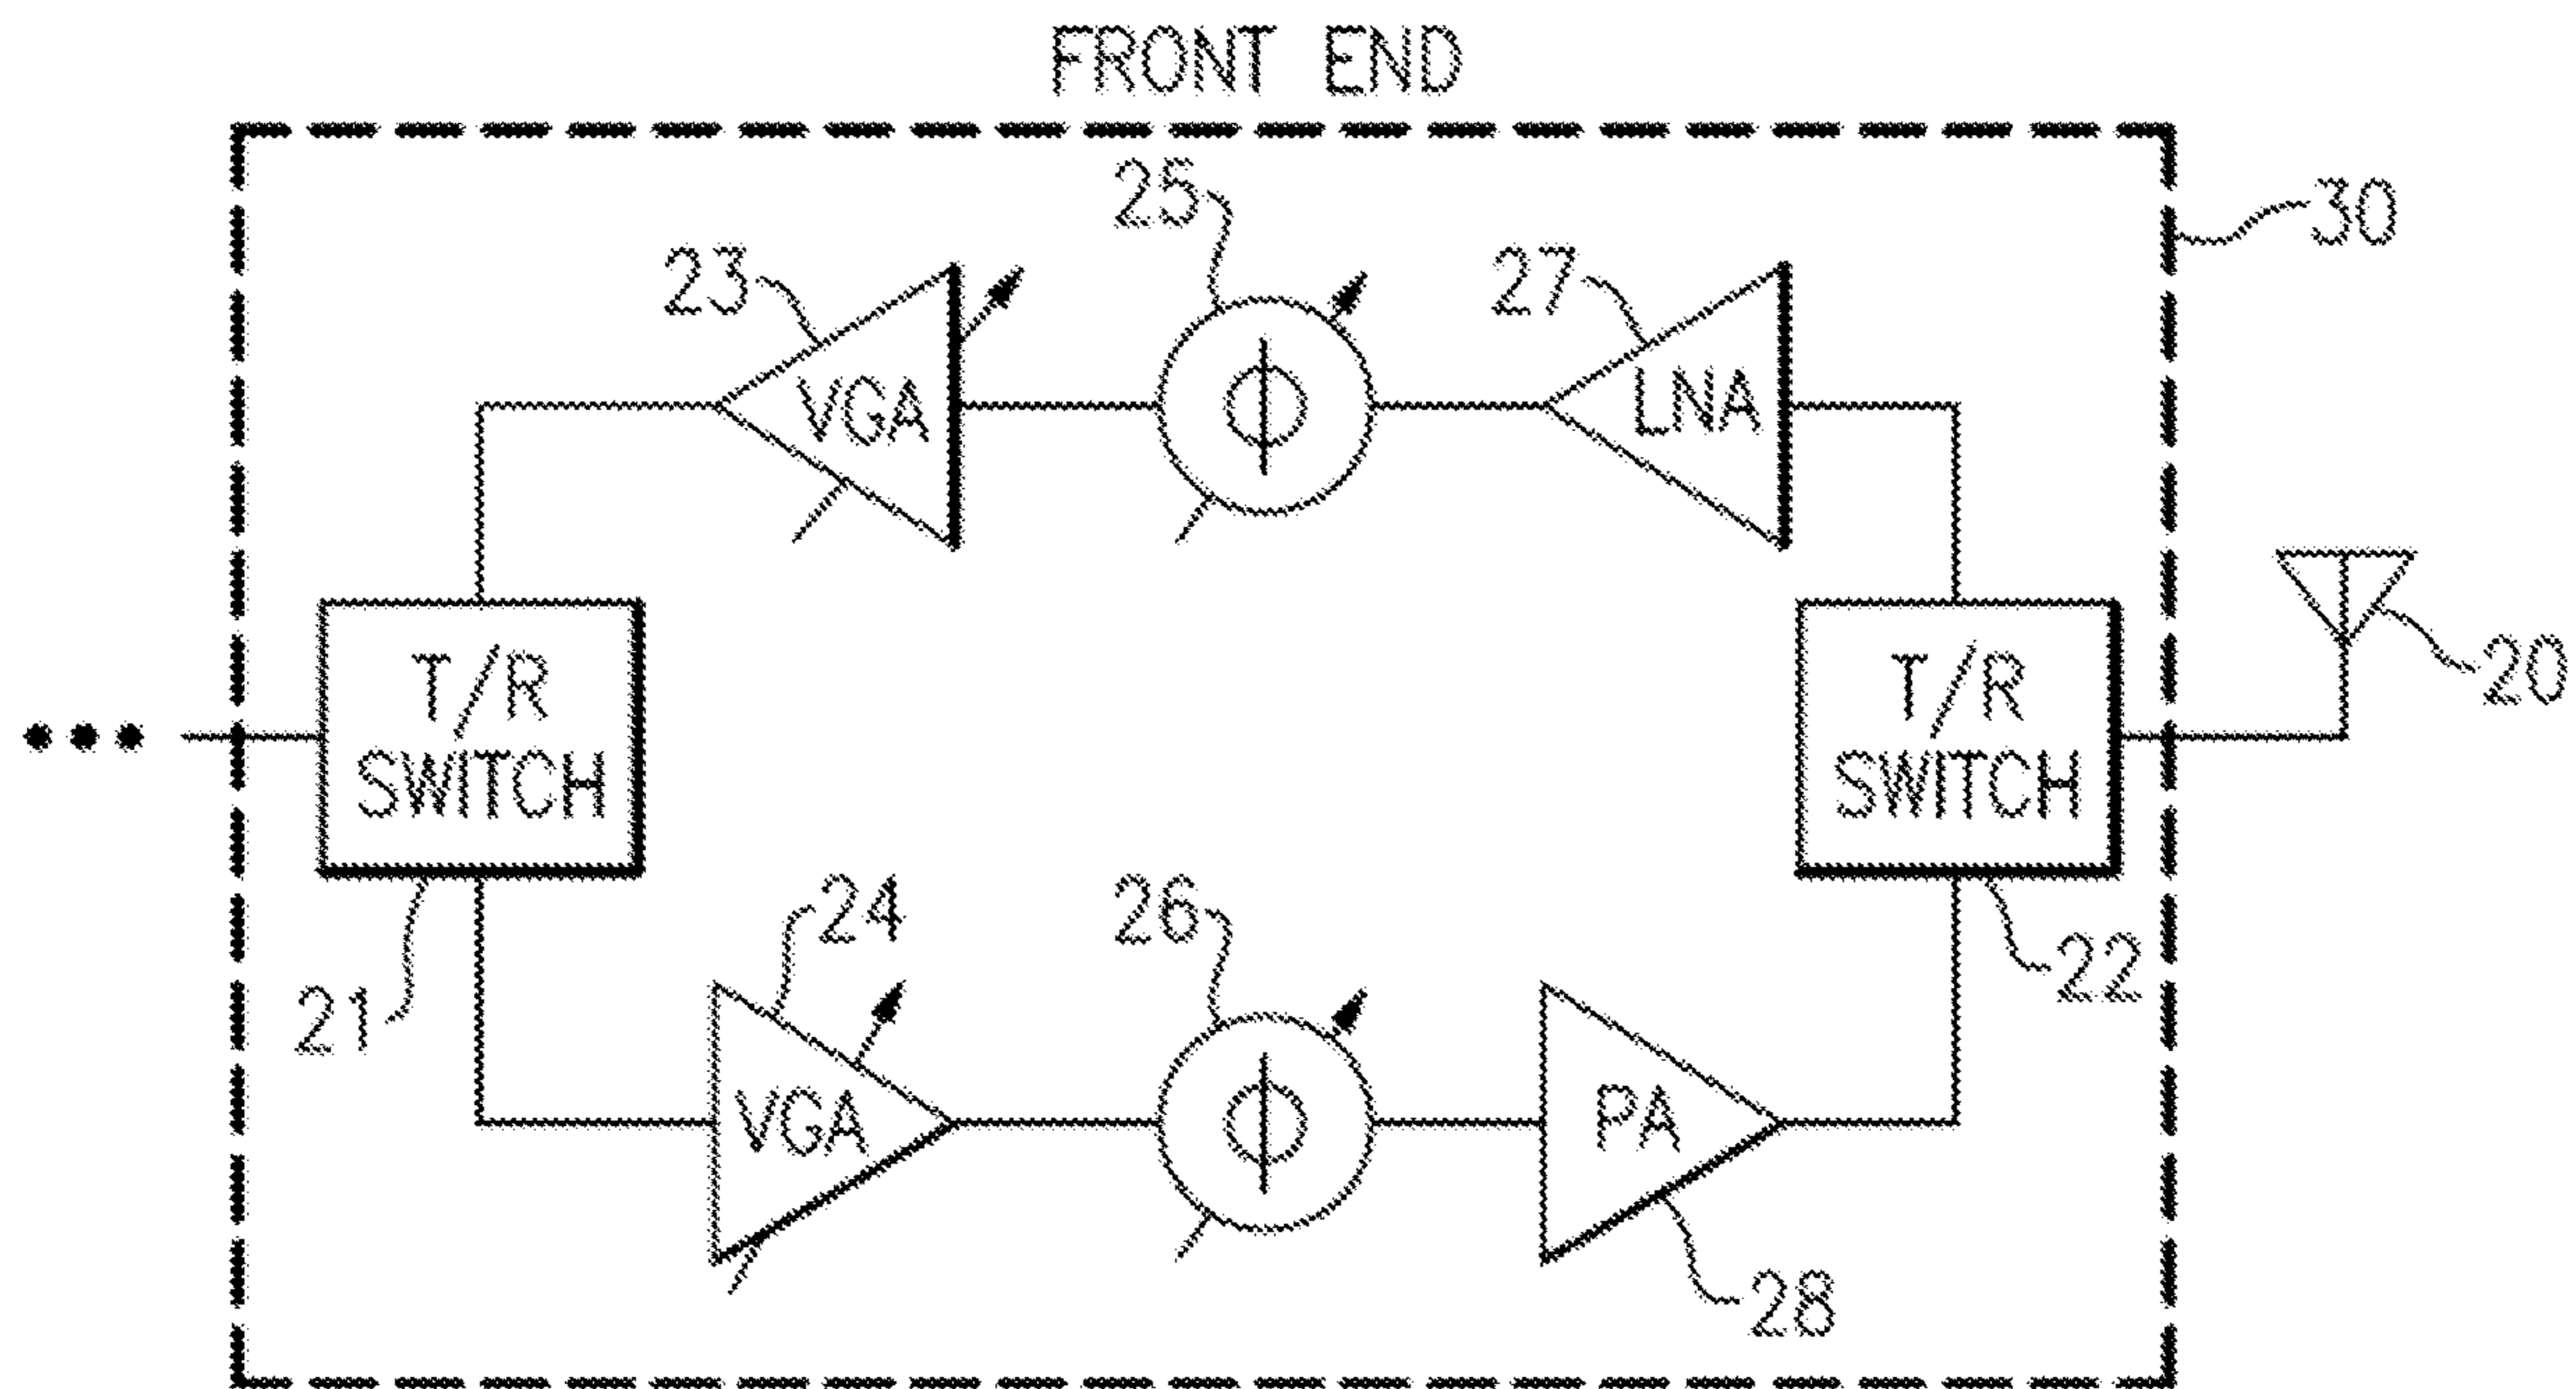 FRONT END
25
30
23
27
VGA
Φ
LNA
T/R
SWITCH
T/R
SWITCH
20
24
26
22
21
VGA
Φ
PA
28